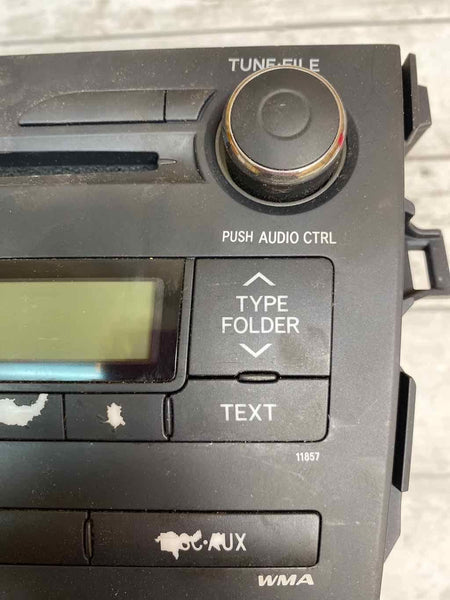 TUNE·FILE
PUSH AUDIO CTRL
TYPE
FOLDER
TEXT
11857
WMA